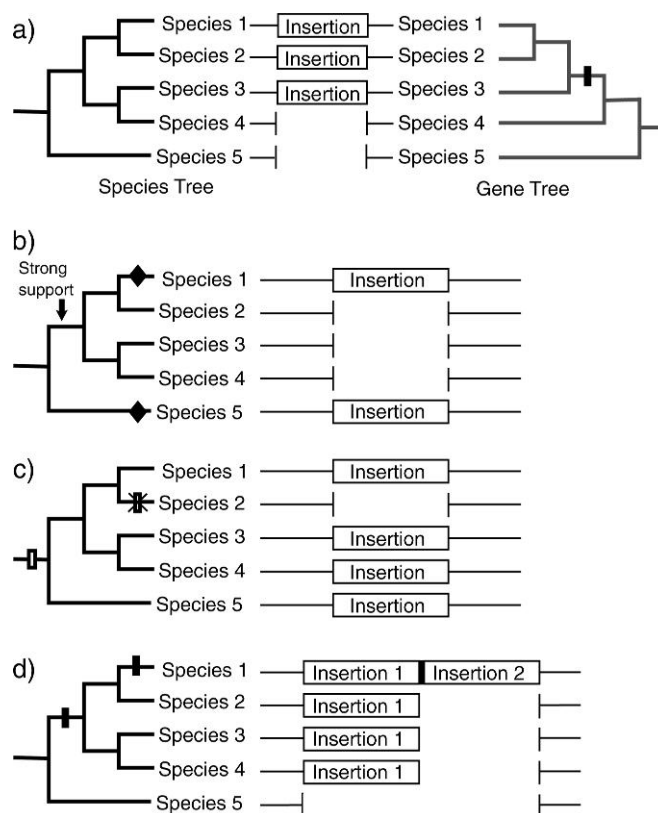 a)
Species 1 Insertion Species 1
Species 2 Insertion Species 2
Species 3 Insertion Species 3
Species 4 Species 4
Species 5 Species 5
Species Tree Gene Tree
b)
Strong
support
Species 1 Insertion
Species 2
Species 3
Species 4
Species 5 Insertion
c)
Species 1 Insertion
Species 2
Species 3 Insertion
Species 4 Insertion
Species 5 Insertion
d)
Species 1 Insertion 1 Insertion 2
Species 2 Insertion 1
Species 3 Insertion 1
Species 4 Insertion 1
Species 5